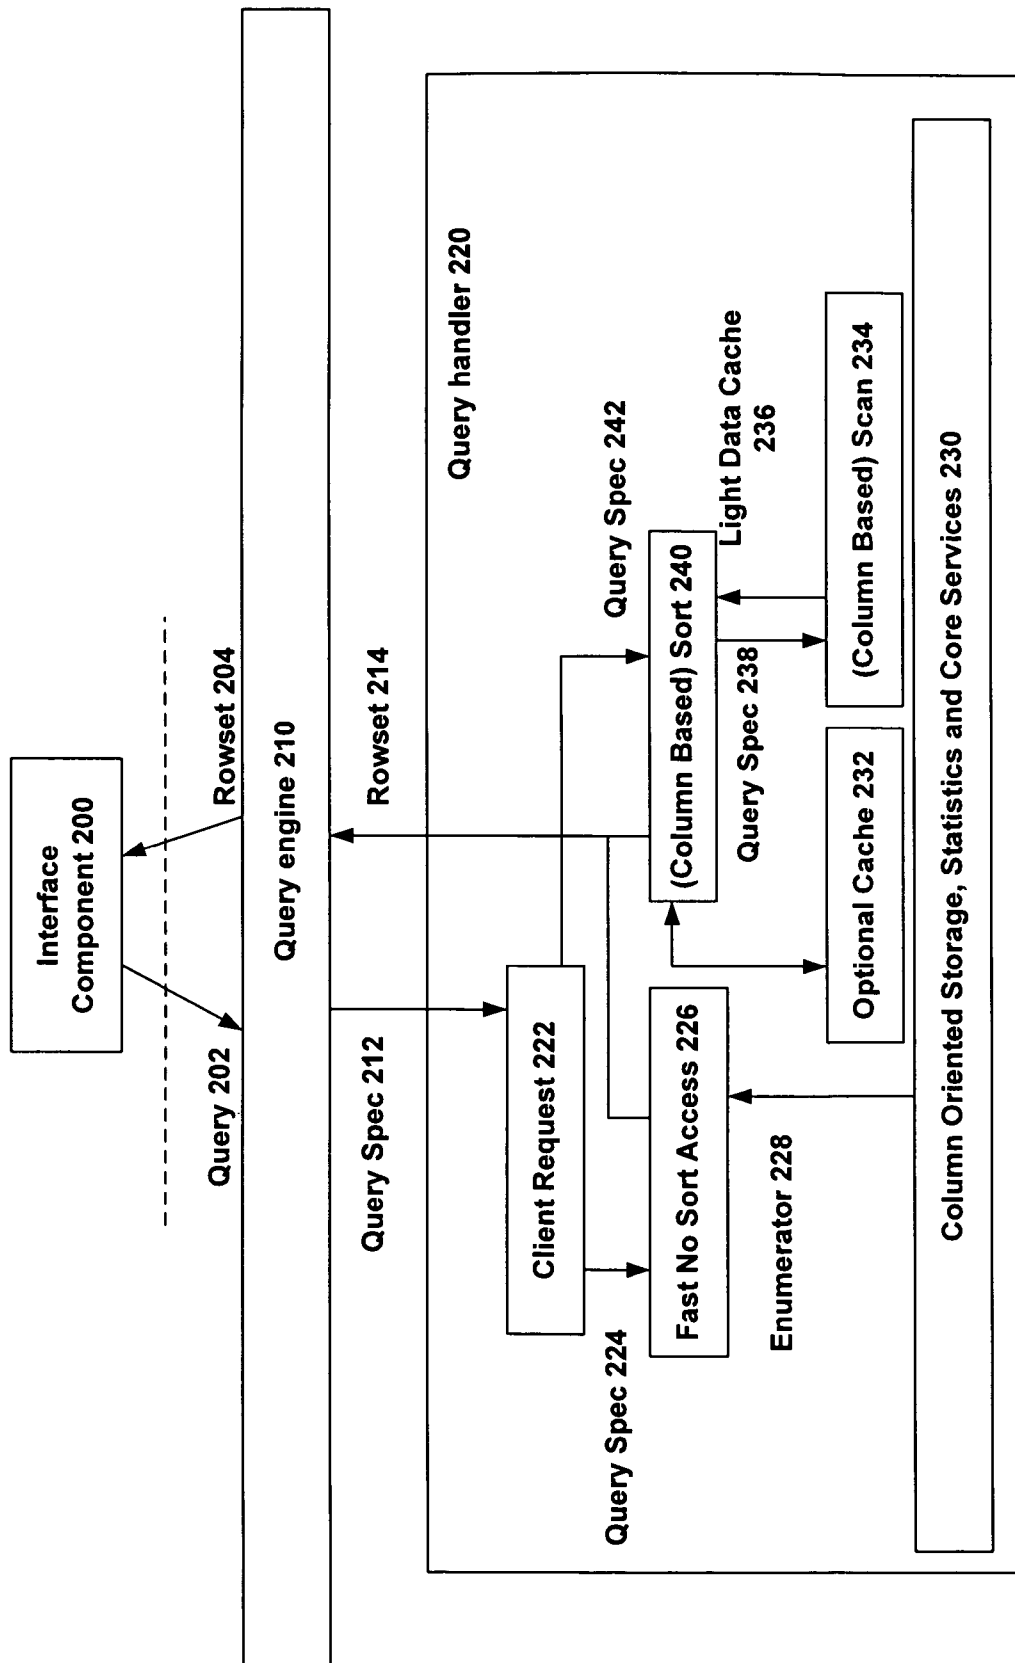 Interface
Component 200
Query 202
Rowset 204
Query engine 210
Query Spec 212
Rowset 214
Query handler 220
Client Request 222
Query Spec 224
Query Spec 242
Fast No Sort Access 226
(Column Based) Sort 240
Enumerator 228
Query Spec 238
Light Data Cache
236
Optional Cache 232
(Column Based) Scan 234
Column Oriented Storage, Statistics and Core Services 230